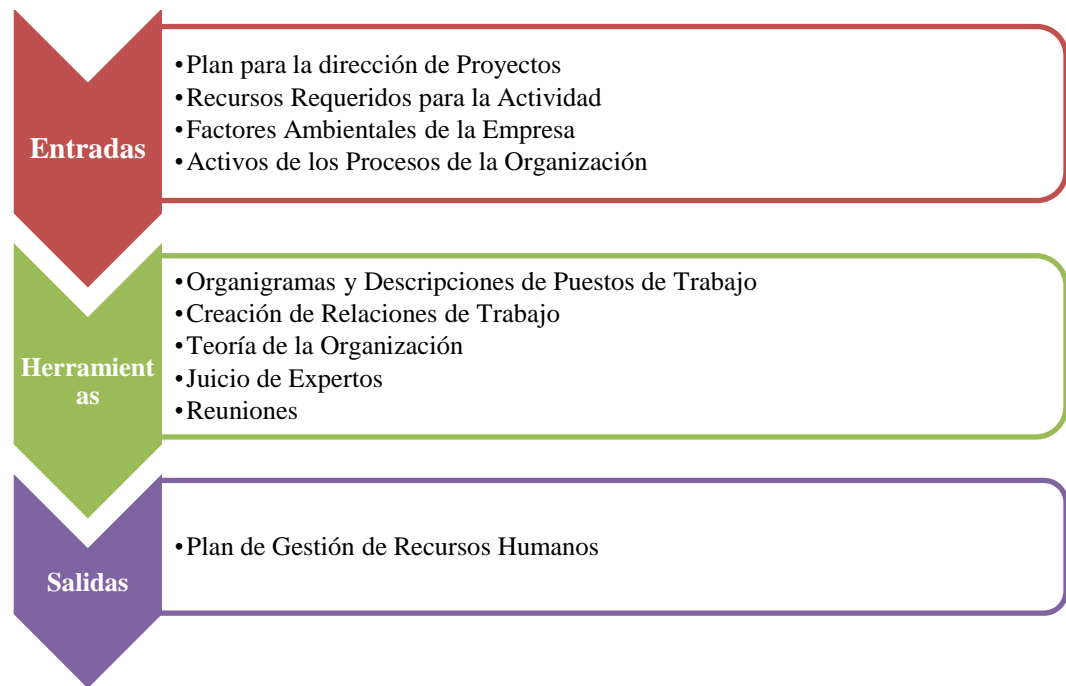 Entradas
•Plan para la dirección de Proyectos
•Recursos Requeridos para la Actividad
•Factores Ambientales de la Empresa
•Activos de los Procesos de la Organización
Herramient
as
•Organigramas y Descripciones de Puestos de Trabajo
•Creación de Relaciones de Trabajo
•Teoría de la Organización
•Juicio de Expertos
•Reuniones
Salidas
•Plan de Gestión de Recursos Humanos